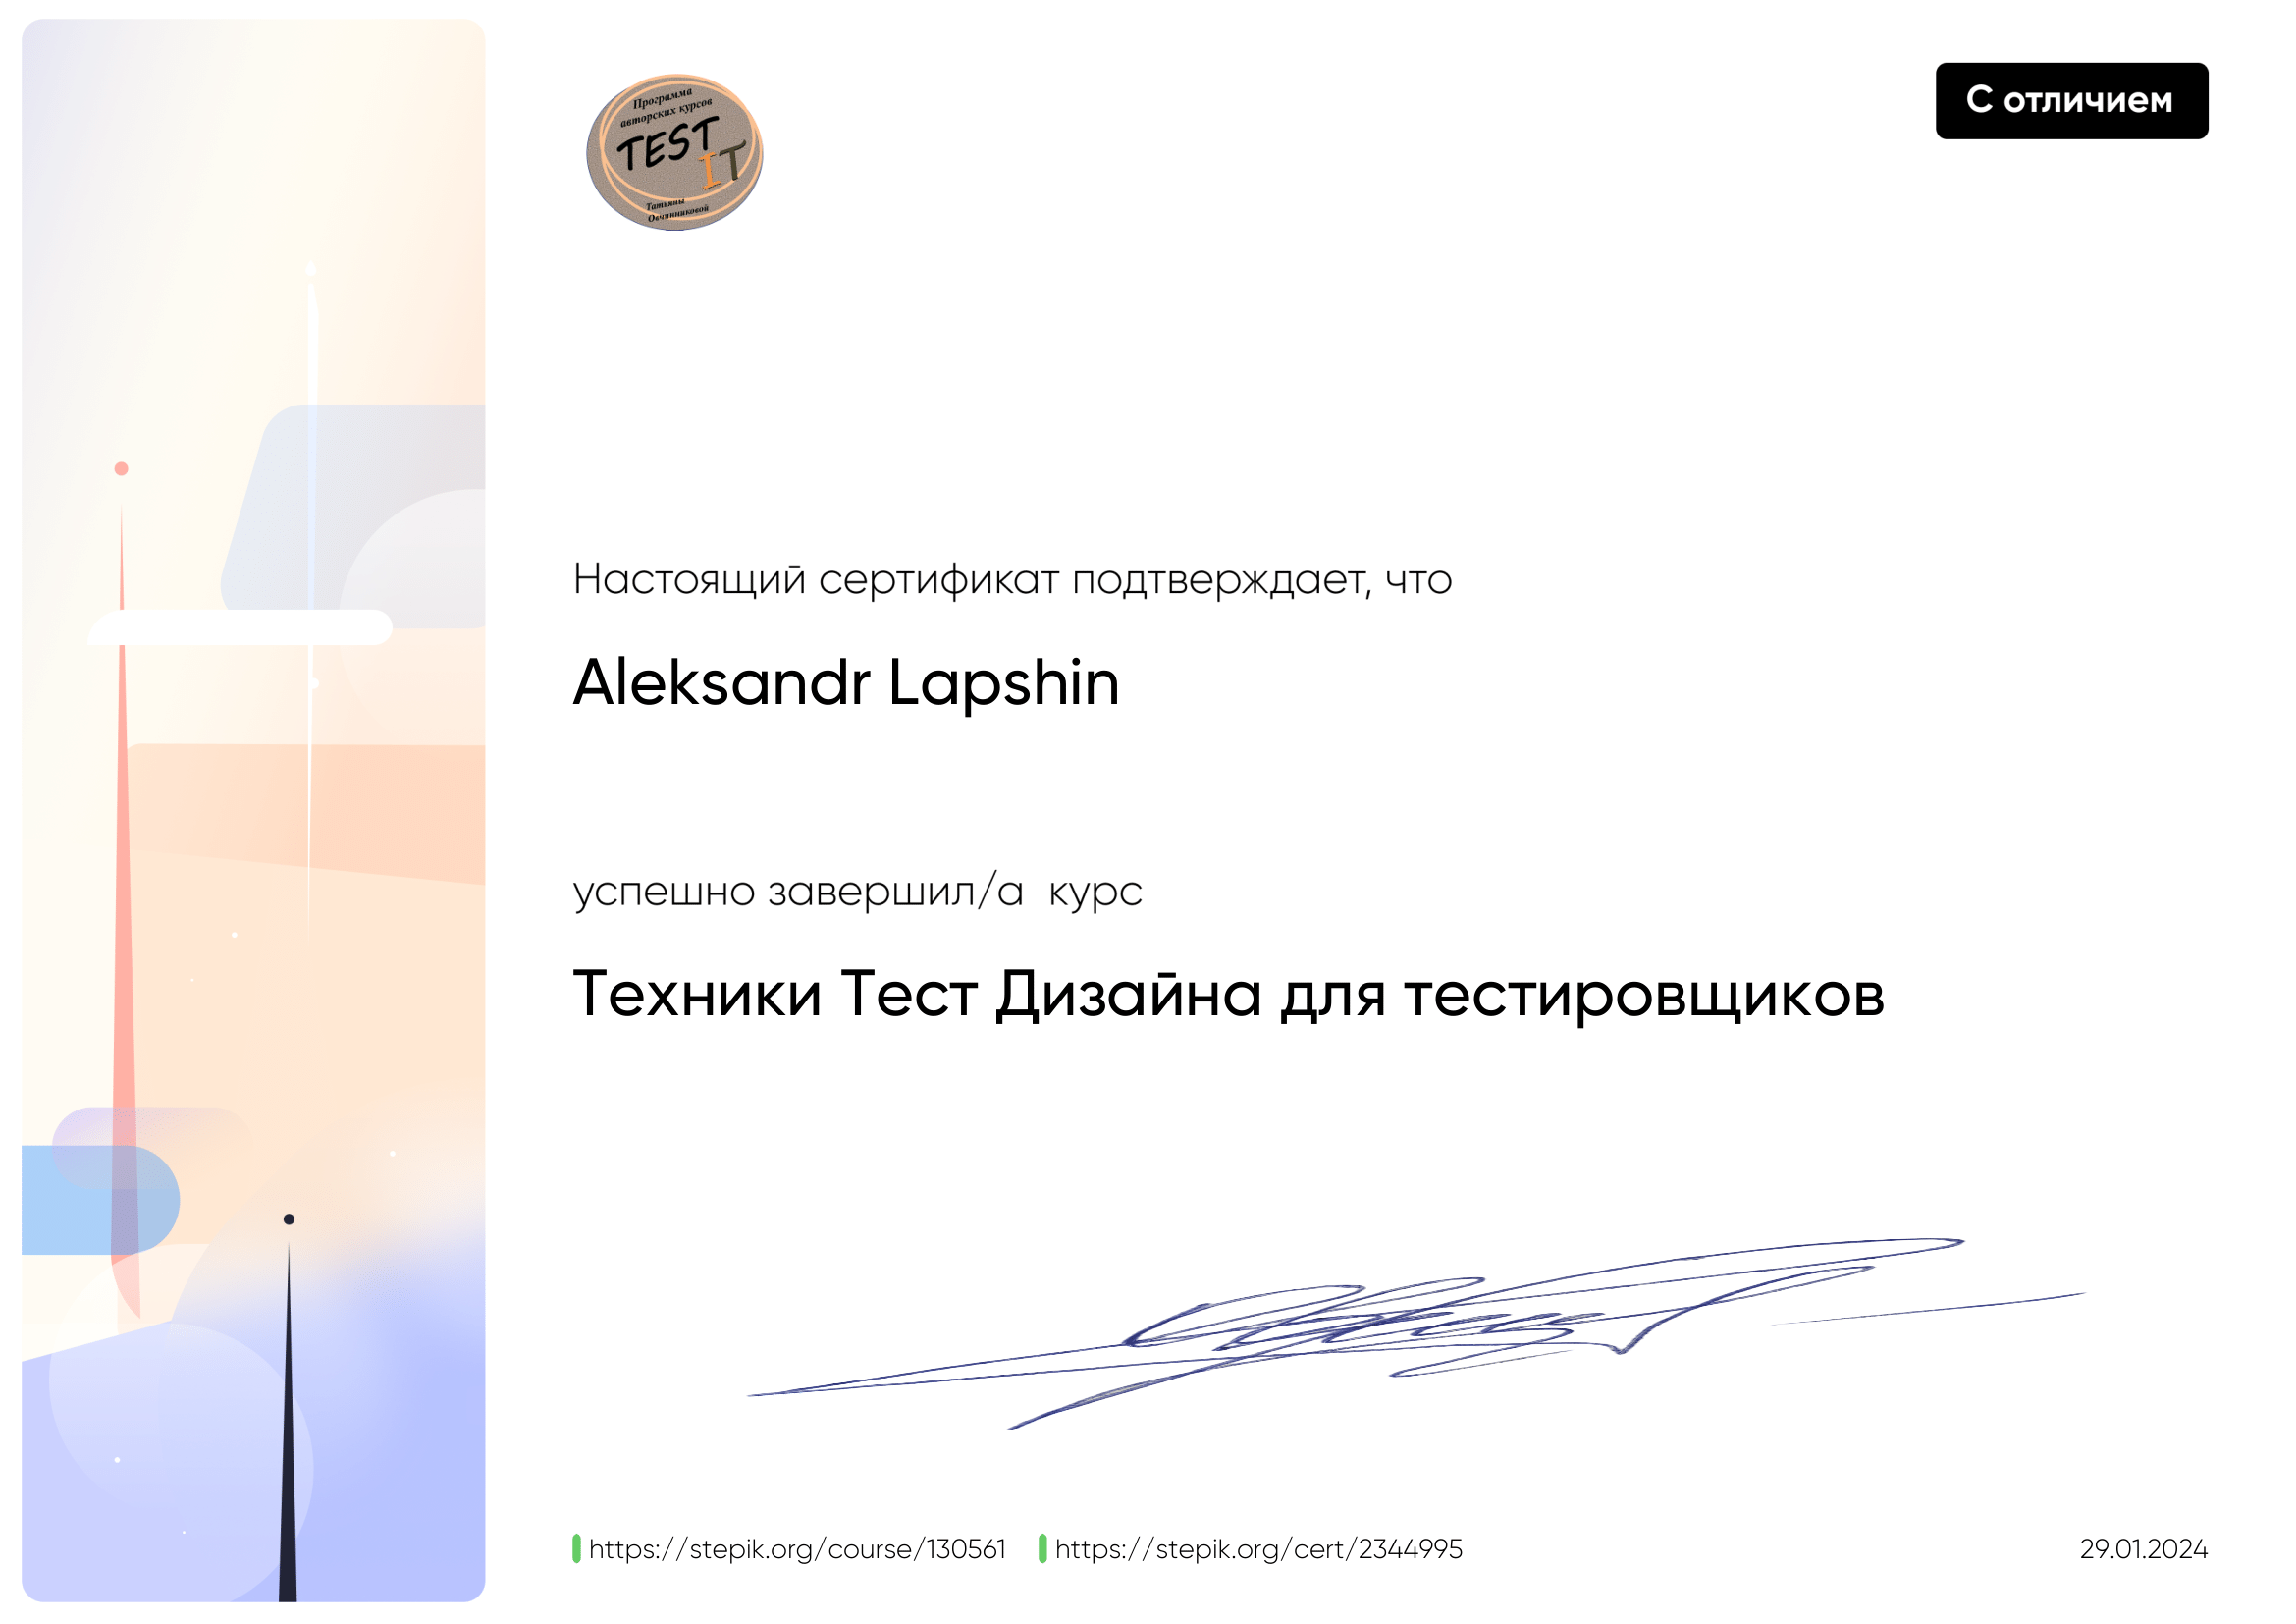 Программа
авторских курсов
TEST
IT
Татьяны
Овчинниковой
С отличием
Настоящий сертификат подтверждает, что
Aleksandr Lapshin
успешно завершил/а  курс
Техники Тест Дизайна для тестировщиков
https://stepik.org/course/130561
https://stepik.org/cert/2344995
29.01.2024